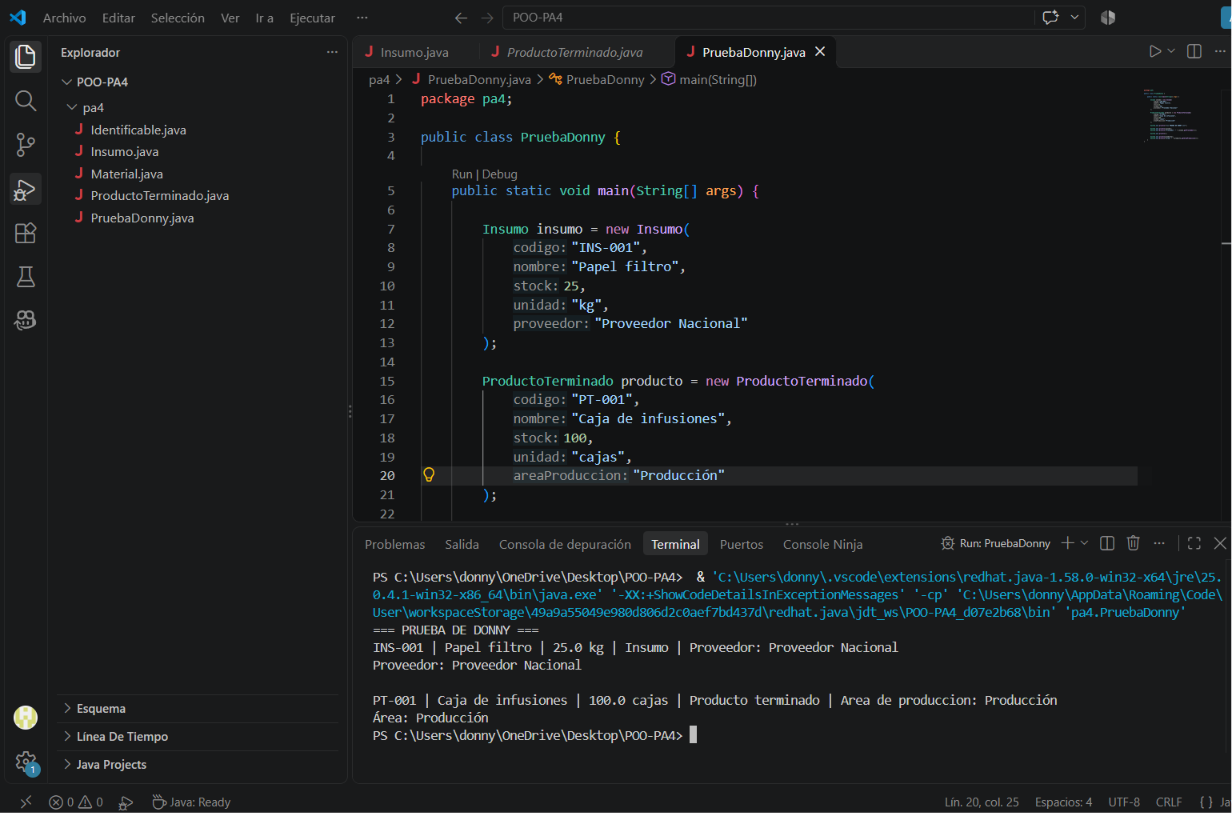 Archivo Editar Selección Ver Ir a Ejecutar ··· POO-PA4
Explorador ···
POO-PA4
pa4
Identificable.java
Insumo.java
Material.java
ProductoTerminado.java
PruebaDonny.java
Esquema
Línea De Tiempo
Java Projects
1
Insumo.java ProductoTerminado.java PruebaDonny.java
pa4 > PruebaDonny.java > PruebaDonny > main(String[])
1 package pa4;
2
3 public class PruebaDonny {
4
Run | Debug
5 public static void main(String[] args) {
6
7 Insumo insumo = new Insumo(
8 codigo: "INS-001",
9 nombre: "Papel filtro",
10 stock: 25,
11 unidad: "kg",
12 proveedor: "Proveedor Nacional"
13 );
14
15 ProductoTerminado producto = new ProductoTerminado(
16 codigo: "PT-001",
17 nombre: "Caja de infusiones",
18 stock: 100,
19 unidad: "cajas",
20 areaProduccion: "Producción"
21 );
22
Problemas Salida Consola de depuración Terminal Puertos Console Ninja Run: PruebaDonny
PS C:\Users\donny\OneDrive\Desktop\POO-PA4>  & 'C:\Users\donny\.vscode\extensions\redhat.java-1.58.0-win32-x64\jre\25.
0.4.1-win32-x86_64\bin\java.exe' '-XX:+ShowCodeDetailsInExceptionMessages' '-cp' 'C:\Users\donny\AppData\Roaming\Code\
User\workspaceStorage\49a9a55049e980d806d2c0aef7bd437d\redhat.java\jdt_ws\POO-PA4_d07e2b68\bin' 'pa4.PruebaDonny'
=== PRUEBA DE DONNY ===
INS-001 | Papel filtro | 25.0 kg | Insumo | Proveedor: Proveedor Nacional
Proveedor: Proveedor Nacional
PT-001 | Caja de infusiones | 100.0 cajas | Producto terminado | Area de produccion: Producción
Área: Producción
PS C:\Users\donny\OneDrive\Desktop\POO-PA4>
0 0 Java: Ready Lín. 20, col. 25 Espacios: 4 UTF-8 CRLF { } Ja